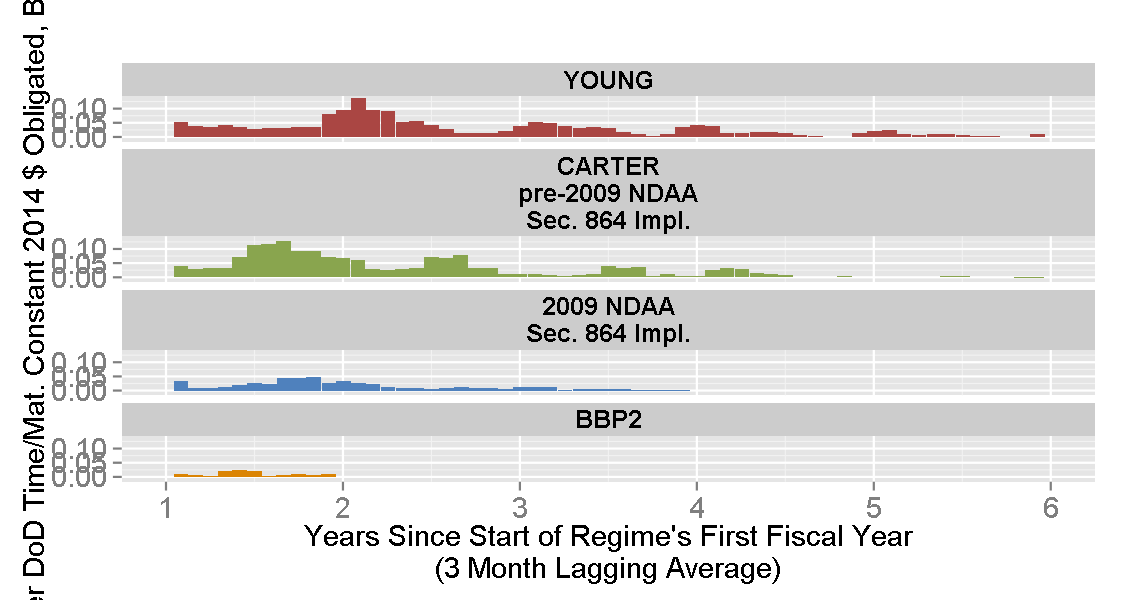 er DoD Time/Mat. Constant 2014 $ Obligated, B
YOUNG
0.10
0.05
0.00
CARTER
pre-2009 NDAA
Sec. 864 Impl.
0.10
0.05
0.00
2009 NDAA
Sec. 864 Impl.
0.10
0.05
0.00
BBP2
0.10
0.05
0.00
1 2 3 4 5 6
Years Since Start of Regime's First Fiscal Year
(3 Month Lagging Average)